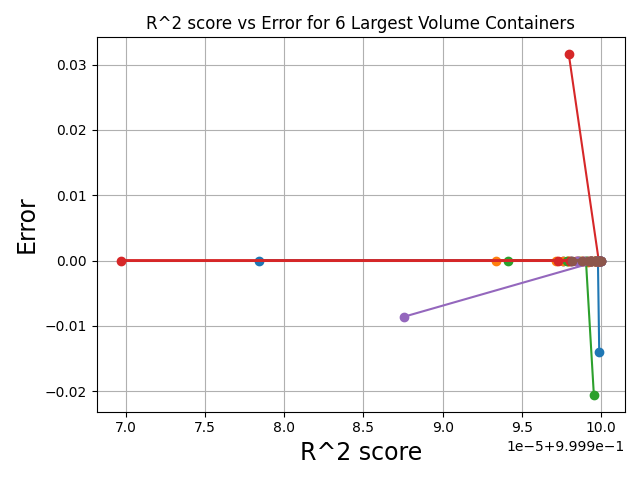 R^2 score vs Error for 6 Largest Volume Containers
0.03
0.02
0.01
0.00
−0.01
−0.02
Error
7.0 7.5 8.0 8.5 9.0 9.5 10.0
1e−5+9.999e−1
R^2 score